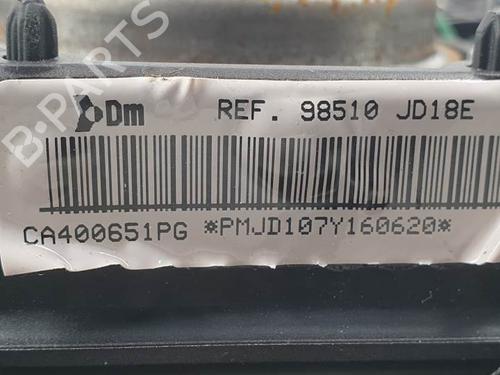 Dm REF. 98510 JD18E
CA400651PG *PMJD107Y160620*
B-PARTS